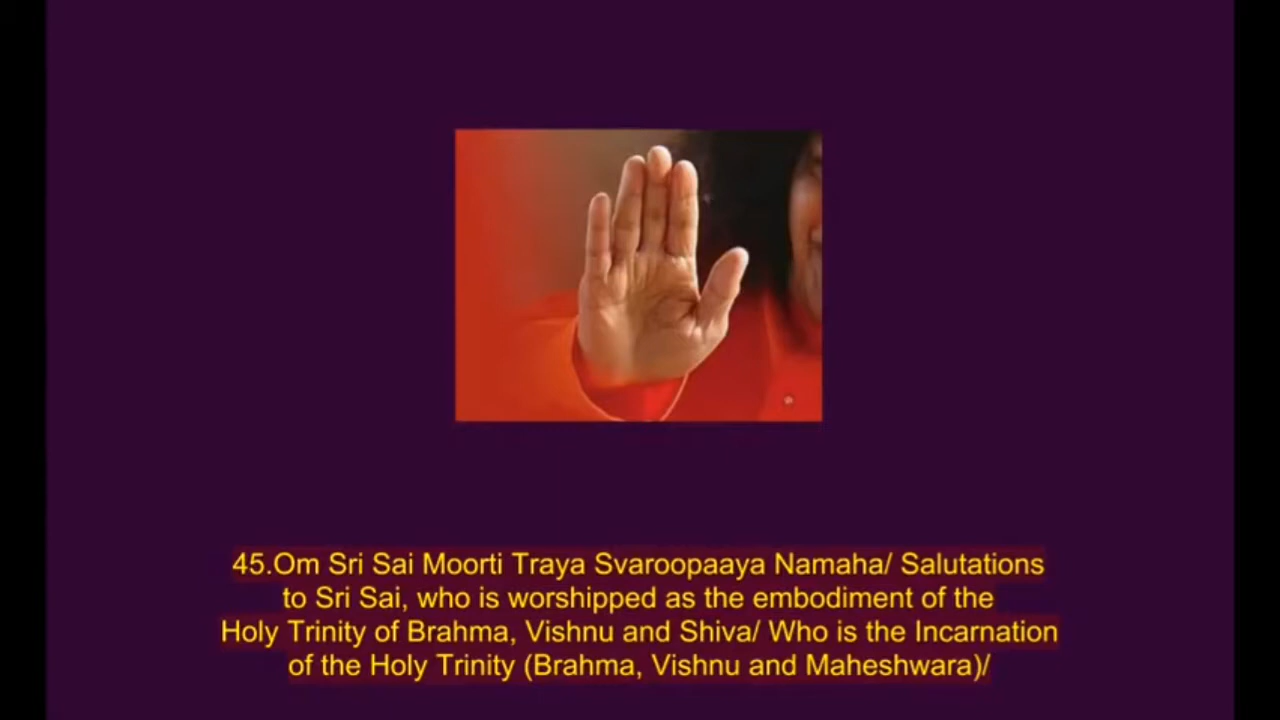 45.Om Sri Sai Moorti Traya Svaroopaaya Namaha/ Salutations
to Sri Sai, who is worshipped as the embodiment of the
Holy Trinity of Brahma, Vishnu and Shiva/ Who is the Incarnation
of the Holy Trinity (Brahma, Vishnu and Maheshwara)/